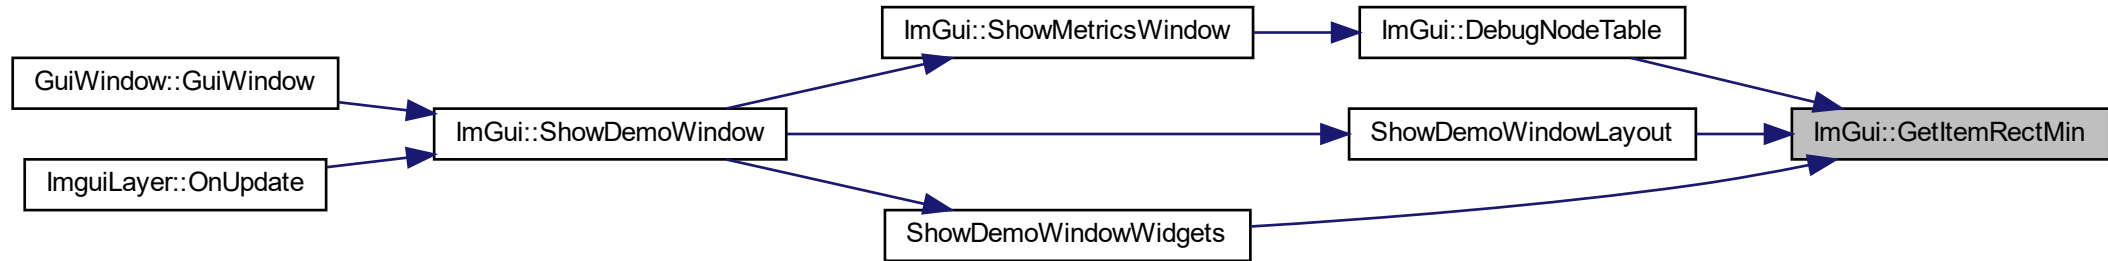 ImGui::ShowMetricsWindow
ImGui::DebugNodeTable
GuiWindow::GuiWindow
ImGui::ShowDemoWindow
ShowDemoWindowLayout
ImGui::GetItemRectMin
ImguiLayer::OnUpdate
ShowDemoWindowWidgets